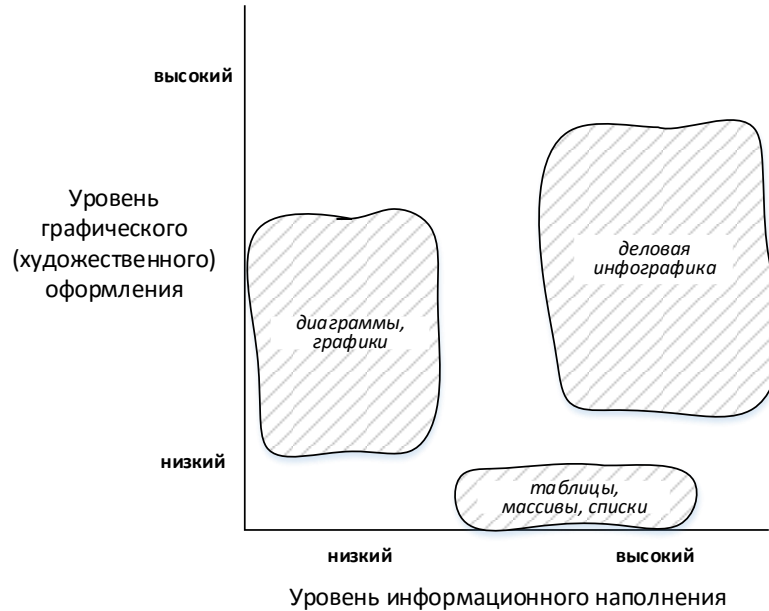 высокий
Уровень
графического
(художественного)
оформления
деловая
инфографика
диаграммы,
графики
низкий
таблицы,
массивы, списки
низкий
высокий
Уровень информационного наполнения